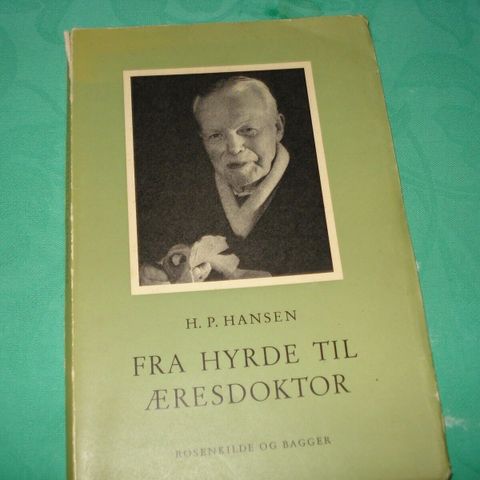 H. P. HANSEN
FRA HYRDE TIL
ÆRESDOKTOR
ROSENKILDE OG BAGGER